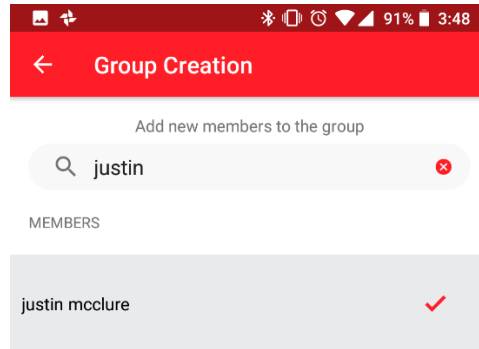 91% 3:48
Group Creation
Add new members to the group
justin
MEMBERS
justin mcclure